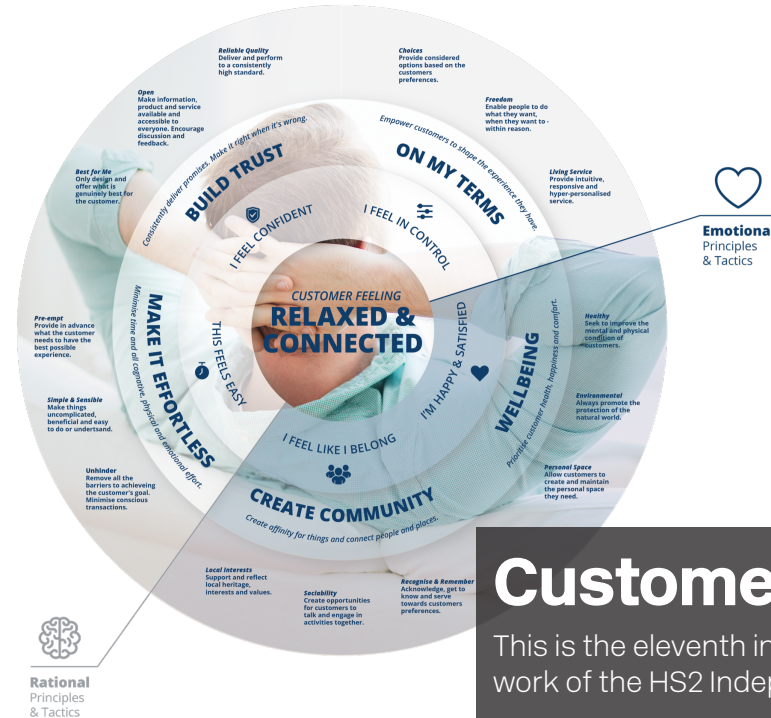 Reliable Quality
Deliver and perform
to a consistently
high standard.
Choices
Provide considered
options based on the
customers
preferences.
Open
Make information,
product and service
available and
accessible to
everyone. Encourage
discussion and
feedback.
Freedom
Enable people to do
what they want,
when they want to -
within reason.
Best for Me
Only design and
offer what is
genuinely best for
the customer.
Living Service
Provide intuitive,
responsive and
hyper-personalised
service.
Consistently deliver promises. Make it right when it's wrong.
BUILD TRUST
I FEEL CONFIDENT
Empower customers to shape the experience they have.
ON MY TERMS
I FEEL IN CONTROL
Emotiona
Principles
& Tactics
CUSTOMER FEELING
RELAXED &
CONNECTED
Pre-empt
Provide in advance
what the customer
needs to have the
best possible
experience.
Simple & Sensible
Make things
uncomplicated,
beneficial and easy
to do or undertsand.
Unhinder
Remove all the
barriers to achieveing
the customer's goal.
Minimise conscious
transactions.
Minimise time and all cognitive, physical and emotional effort.
MAKE IT EFFORTLESS
THIS FEELS EASY
I'M HAPPY & SATISFIED
WELLBEING
Prioritise customer health, happiness and comfort.
Healthy
Seek to improve the
mental and physical
condition of
customers.
Environmental
Always promote the
protection of the
natural world.
Personal Space
Allow customers to
create and maintain
the personal space
they need.
I FEEL LIKE I BELONG
CREATE COMMUNITY
Create affinity for things and connect people and places.
Local Interests
Support and reflect
local heritage,
interests and values.
Sociability
Create opportunities
for customers to
talk and engage in
activities together.
Recognise & Remember
Acknowledge, get to
know and serve
towards customers
preferences.
Rational
Principles
& Tactics
Custome
This is the eleventh in
work of the HS2 Indep